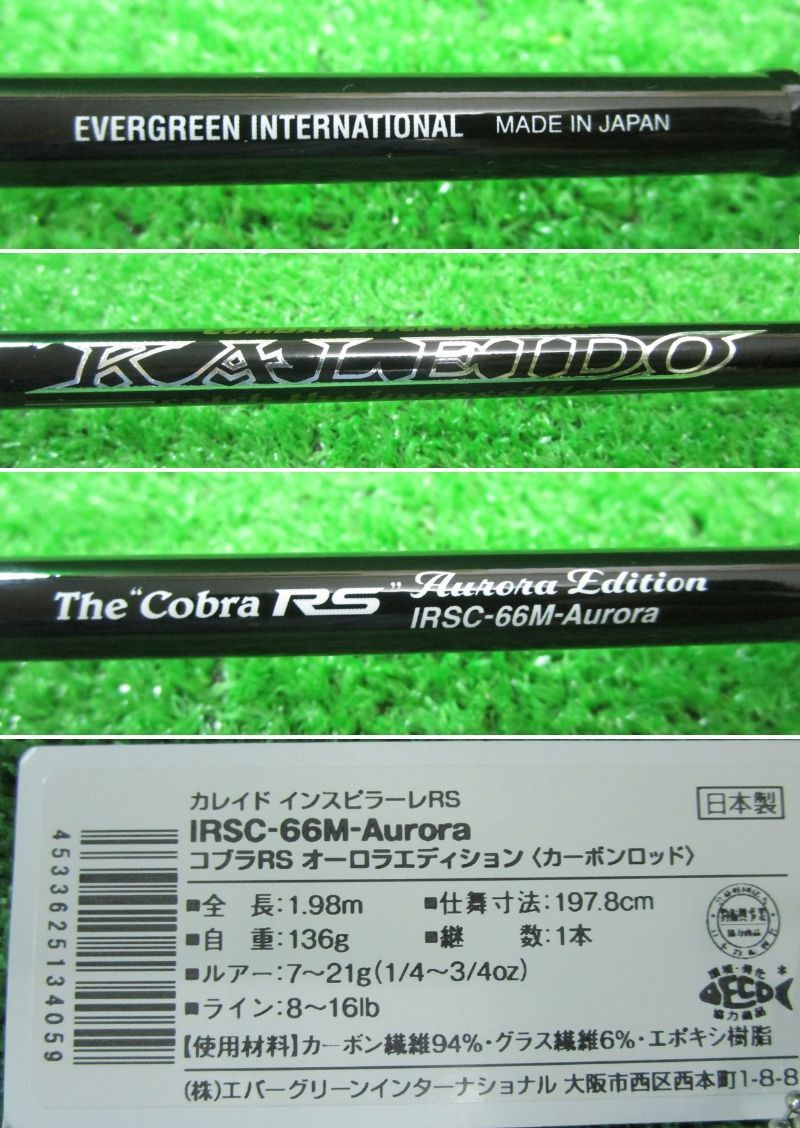 EVERGREEN INTERNATIONAL MADE IN JAPAN
KALEIDO
The "Cobra RS" Aurora Edition
IRSC-66M-Aurora
カレイド インスピラーレRS
日本製
IRSC-66M-Aurora
コブラRS オーロラエディション〈カーボンロッド〉
■全 長:1.98m ■仕舞寸法:197.8cm
■自 重:136g ■継 数:1本
■ルアー:7〜21g(1/4〜3/4oz)
■ライン:8〜16lb
【使用材料】カーボン繊維94%・グラス繊維6%・エポキシ樹脂
(株)エバーグリーンインターナショナル 大阪市西区西本町1-8-8
4533625134059
ECO
協力商品